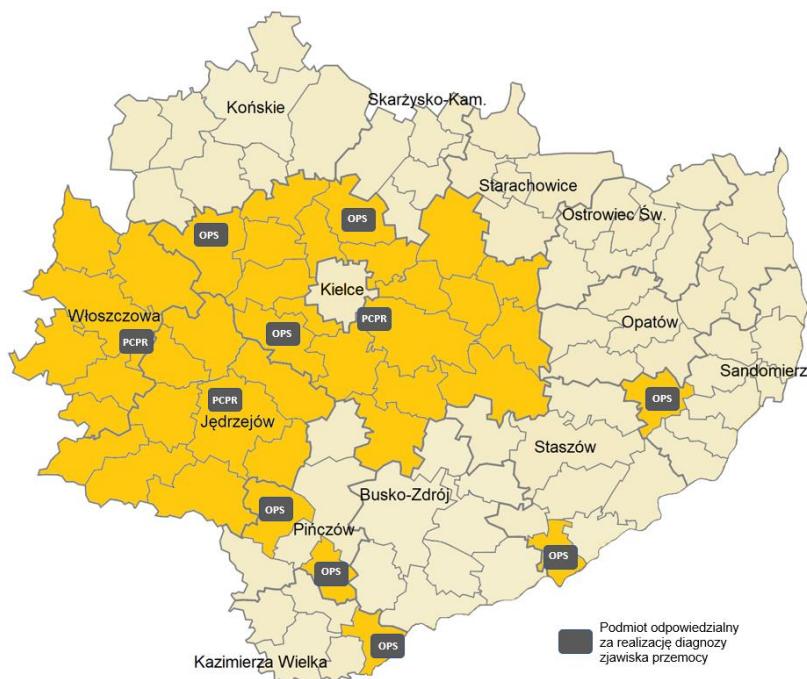 Końskie
Skarżysko-Kam.
Starachowice
OPS
OPS
Ostrowiec Św.
Kielce
Włoszczowa
PCPR
OPS
PCPR
Opatów
Sandomierz
PCPR
Jędrzejów
OPS
Staszów
Busko-Zdrój
OPS
Pińczów
OPS
OPS
OPS
Kazimierza Wielka
Podmiot odpowiedzialny
za realizację diagnozy
zjawiska przemocy